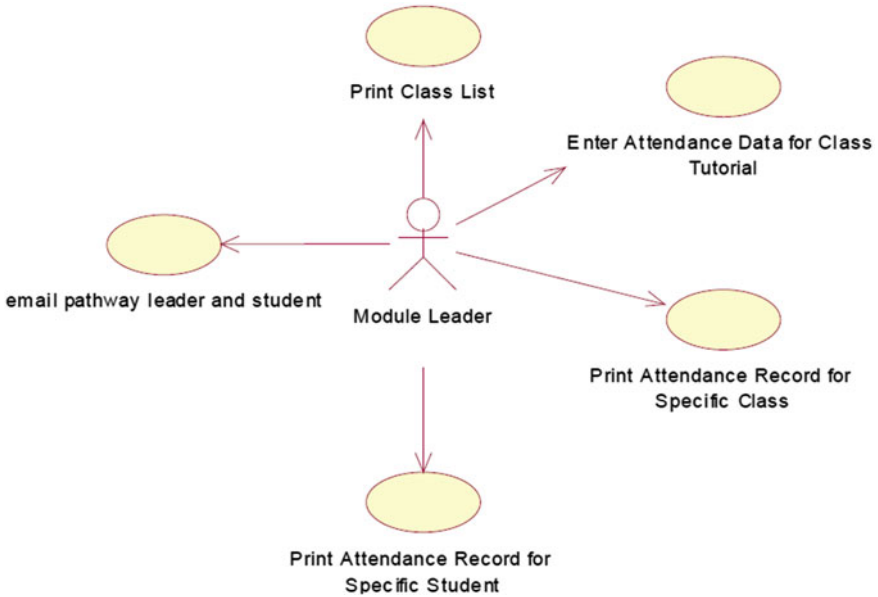 Print Class List
Enter Attendance Data for Class
Tutorial
email pathway leader and student
Module Leader
Print Attendance Record for
Specific Class
Print Attendance Record for
Specific Student